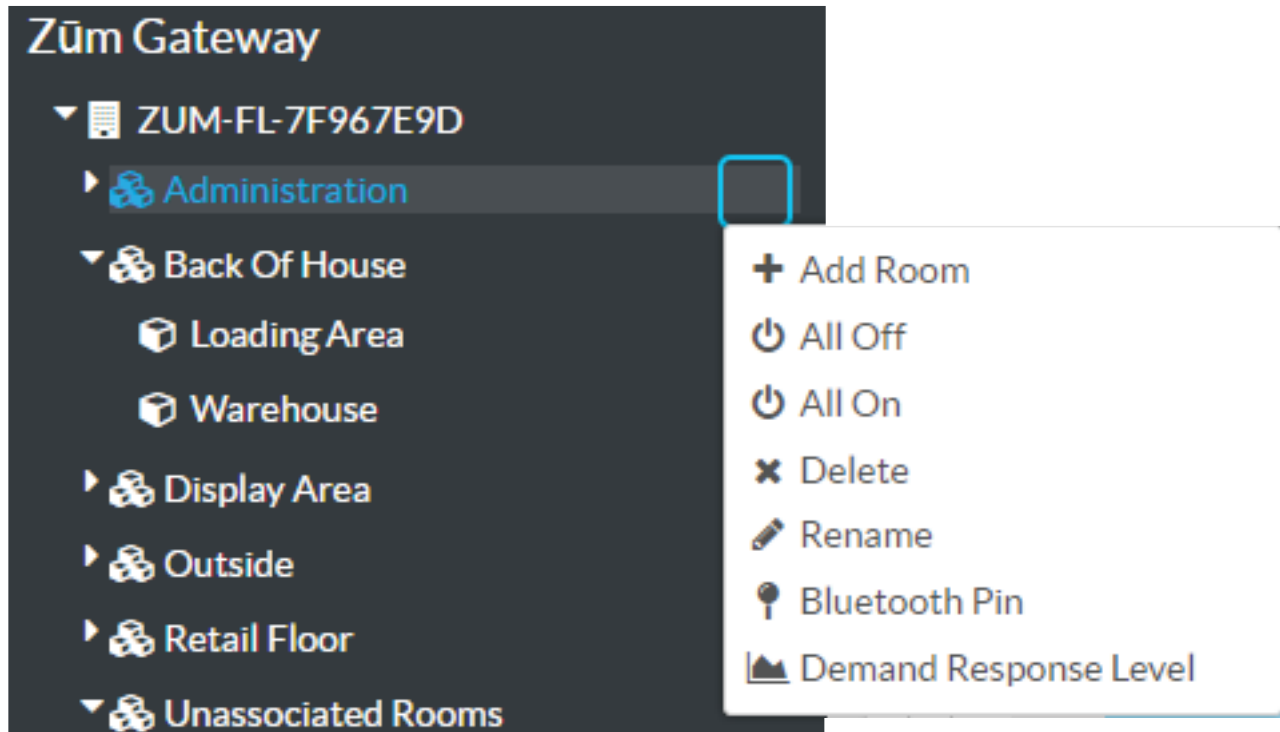 Zūm Gateway
ZUM-FL-7F967E9D
Administration
Back Of House
Loading Area
Warehouse
Display Area
Outside
Retail Floor
Unassociated Rooms
Add Room
All Off
All On
Delete
Rename
Bluetooth Pin
Demand Response Level